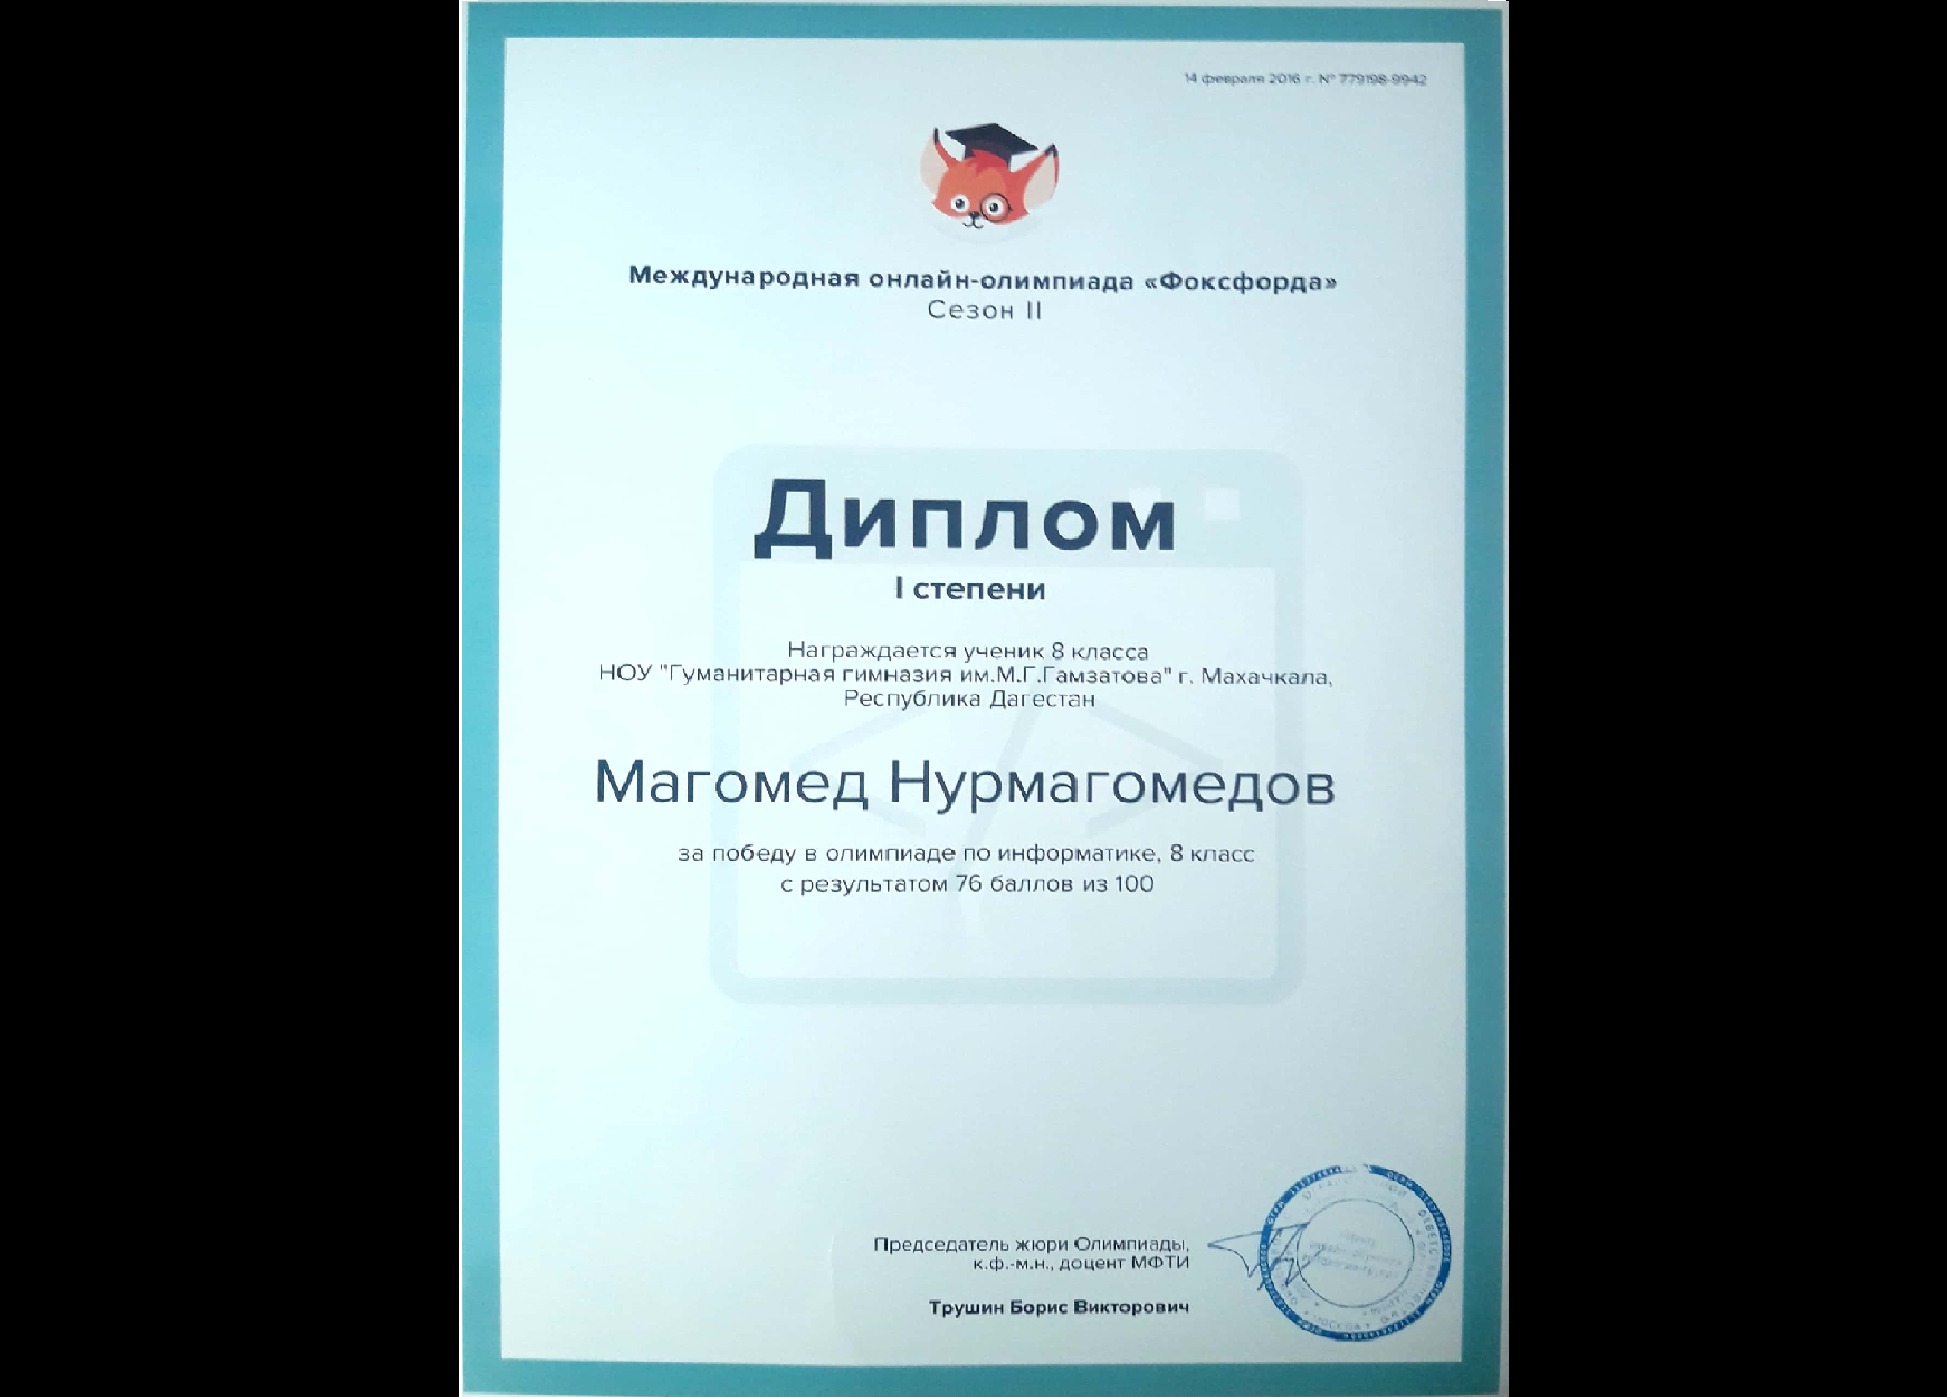 14 февраля 2016 г. № 779198-9942
Международная онлайн-олимпиада «Фоксфорда»
Сезон II
Диплом
I степени
Награждается ученик 8 класса
НОУ "Гуманитарная гимназия им.М.Г.Гамзатова" г. Махачкала,
Республика Дагестан
Магомед Нурмагомедов
за победу в олимпиаде по информатике, 8 класс
с результатом 76 баллов из 100
Председатель жюри Олимпиады,
к.ф.-м.н., доцент МФТИ
Трушин Борис Викторович